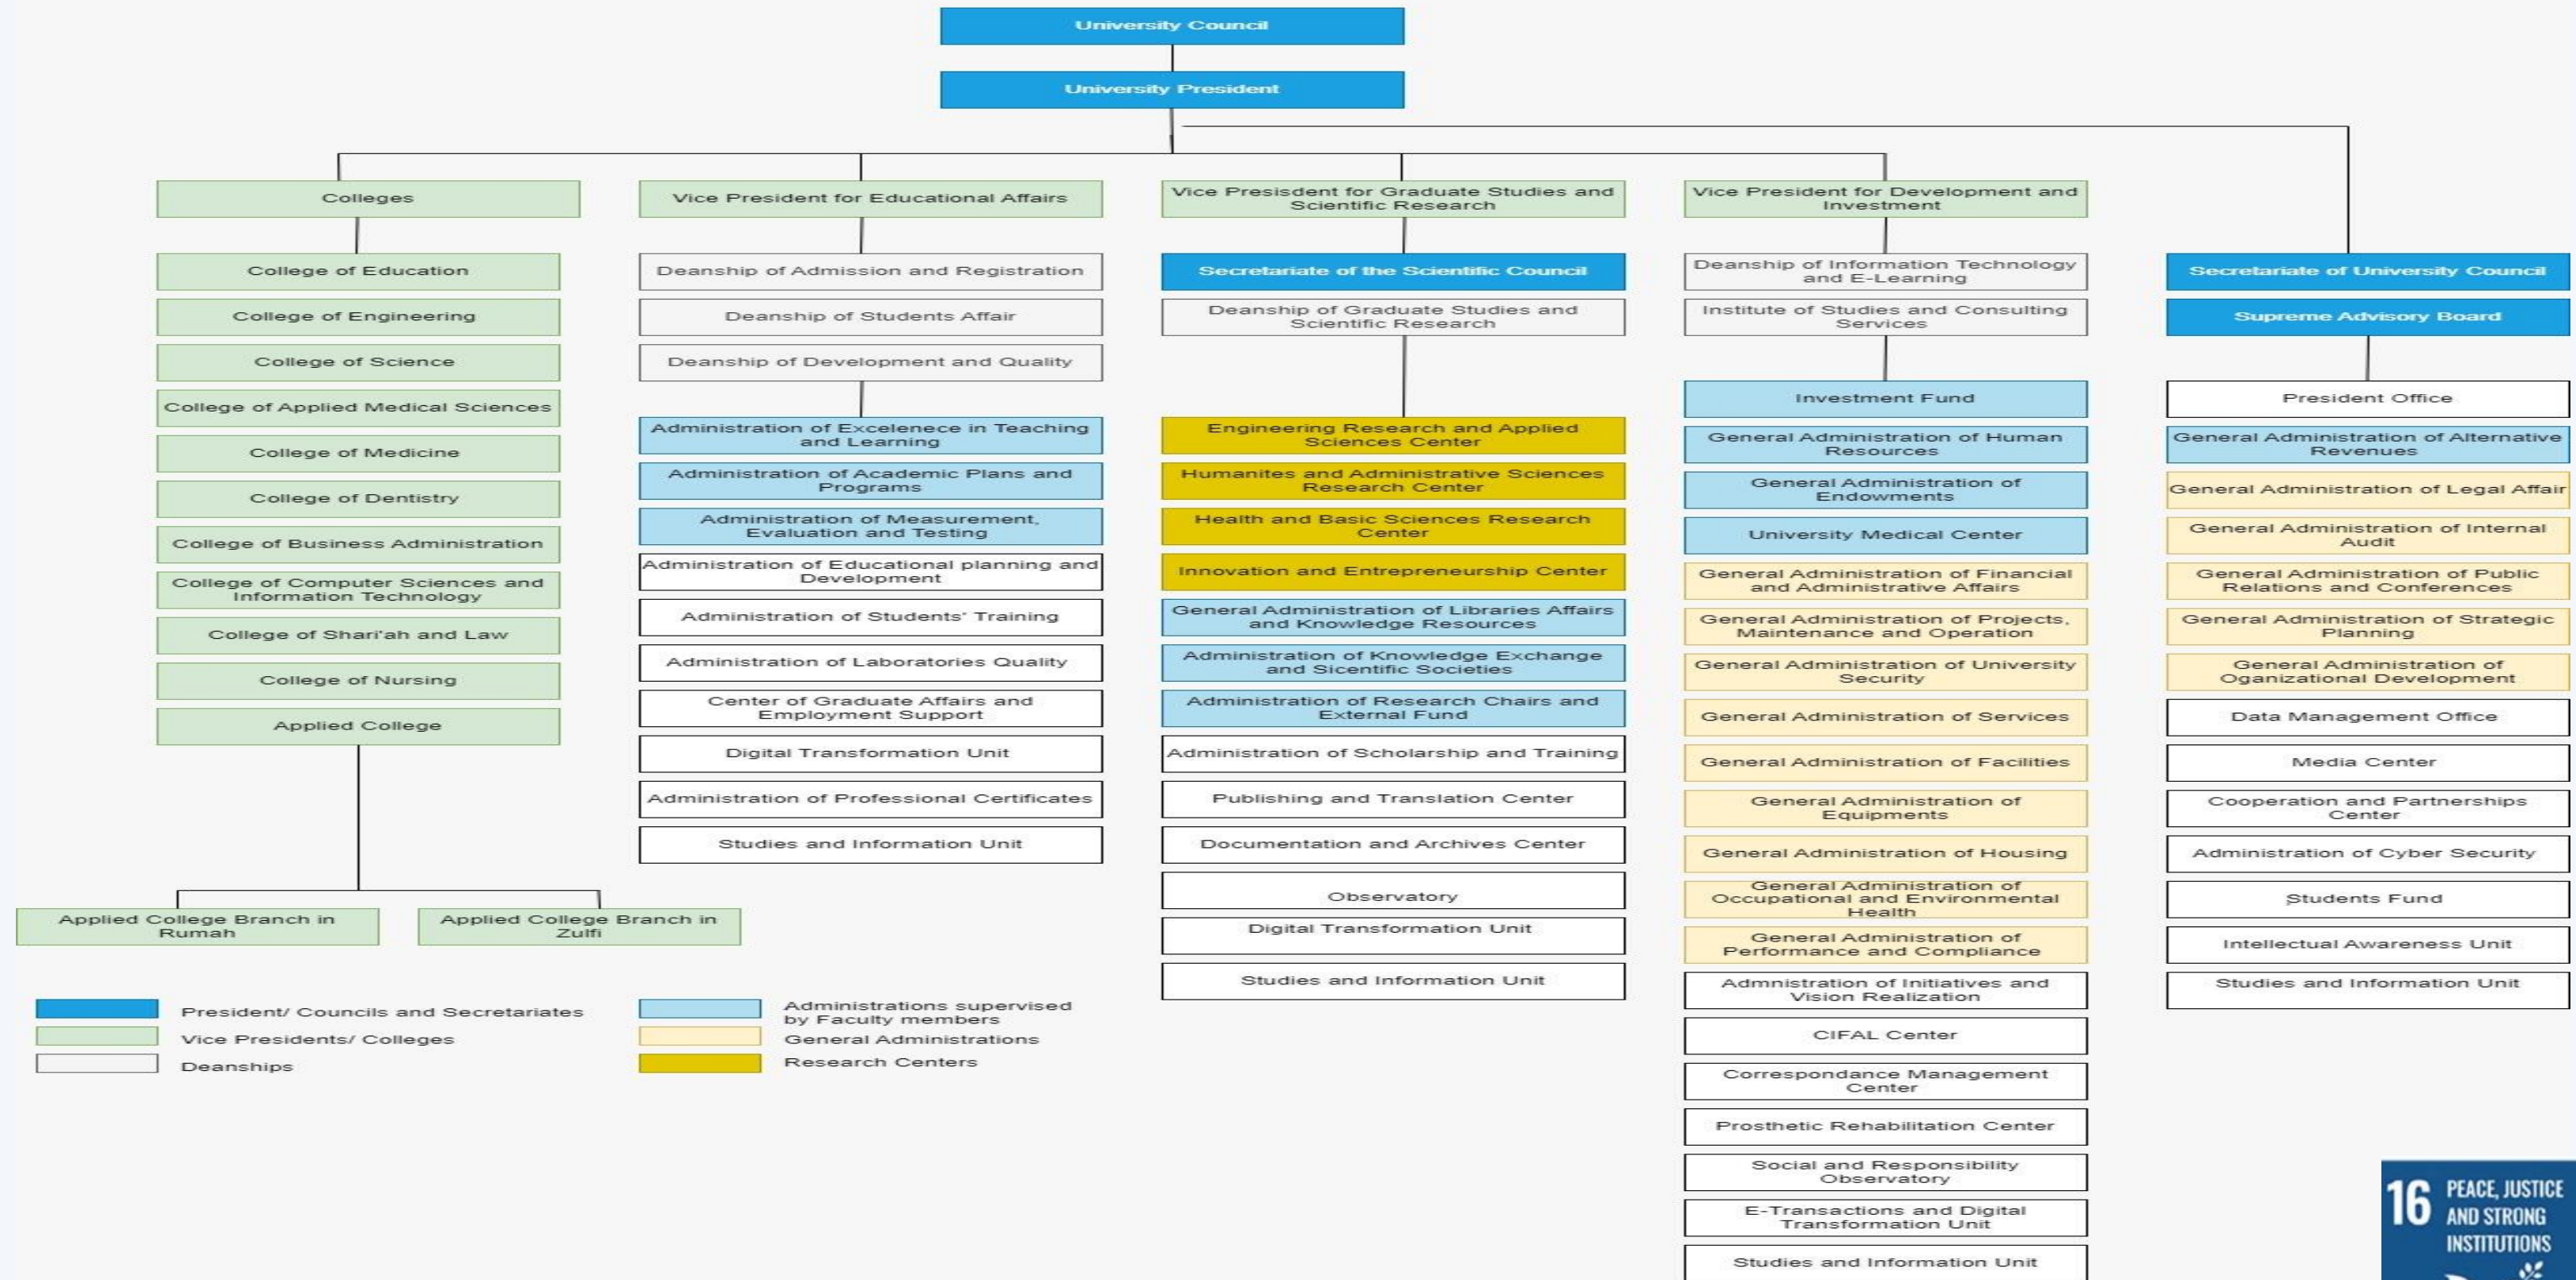 University Council
University President
Colleges
College of Education
College of Engineering
College of Science
College of Applied Medical Sciences
College of Medicine
College of Dentistry
College of Business Administration
College of Computer Sciences and
Information Technology
College of Shari'ah and Law
College of Nursing
Applied College
Applied College Branch in
Rumah
Applied College Branch in
Zulfi
Vice President for Educational Affairs
Deanship of Admission and Registration
Deanship of Students Affair
Deanship of Development and Quality
Administration of Excelenece in Teaching
and Learning
Administration of Academic Plans and
Programs
Administration of Measurement,
Evaluation and Testing
Administration of Educational planning and
Development
Administration of Students' Training
Administration of Laboratories Quality
Center of Graduate Affairs and
Employment Support
Digital Transformation Unit
Administration of Professional Certificates
Studies and Information Unit
Vice Presisdent for Graduate Studies and
Scientific Research
Secretariate of the Scientific Council
Deanship of Graduate Studies and
Scientific Research
Engineering Research and Applied
Sciences Center
Humanites and Administrative Sciences
Research Center
Health and Basic Sciences Research
Center
Innovation and Entrepreneurship Center
General Administration of Libraries Affairs
and Knowledge Resources
Administration of Knowledge Exchange
and Sicentific Societies
Administration of Research Chairs and
External Fund
Administration of Scholarship and Training
Publishing and Translation Center
Documentation and Archives Center
Observatory
Digital Transformation Unit
Studies and Information Unit
Vice President for Development and
Investment
Deanship of Information Technology
and E-Learning
Institute of Studies and Consulting
Services
Investment Fund
General Administration of Human
Resources
General Administration of
Endowments
University Medical Center
General Administration of Financial
and Administrative Affairs
General Administration of Projects,
Maintenance and Operation
General Administration of University
Security
General Administration of Services
General Administration of Facilities
General Administration of
Equipments
General Administration of Housing
General Administration of
Occupational and Environmental
Health
General Administration of
Performance and Compliance
Admnistration of Initiatives and
Vision Realization
CIFAL Center
Correspondance Management
Center
Prosthetic Rehabilitation Center
Social and Responsibility
Observatory
E-Transactions and Digital
Transformation Unit
Studies and Information Unit
Secretariate of University Council
Supreme Advisory Board
President Office
General Administration of Alternative
Revenues
General Administration of Legal Affair
General Administration of Internal
Audit
General Administration of Public
Relations and Conferences
General Administration of Strategic
Planning
General Administration of
Oganizational Development
Data Management Office
Media Center
Cooperation and Partnerships
Center
Administration of Cyber Security
Students Fund
Intellectual Awareness Unit
Studies and Information Unit
President/ Councils and Secretariates
Vice Presidents/ Colleges
Deanships
Administrations supervised
by Faculty members
General Administrations
Research Centers
16 PEACE, JUSTICE
AND STRONG
INSTITUTIONS